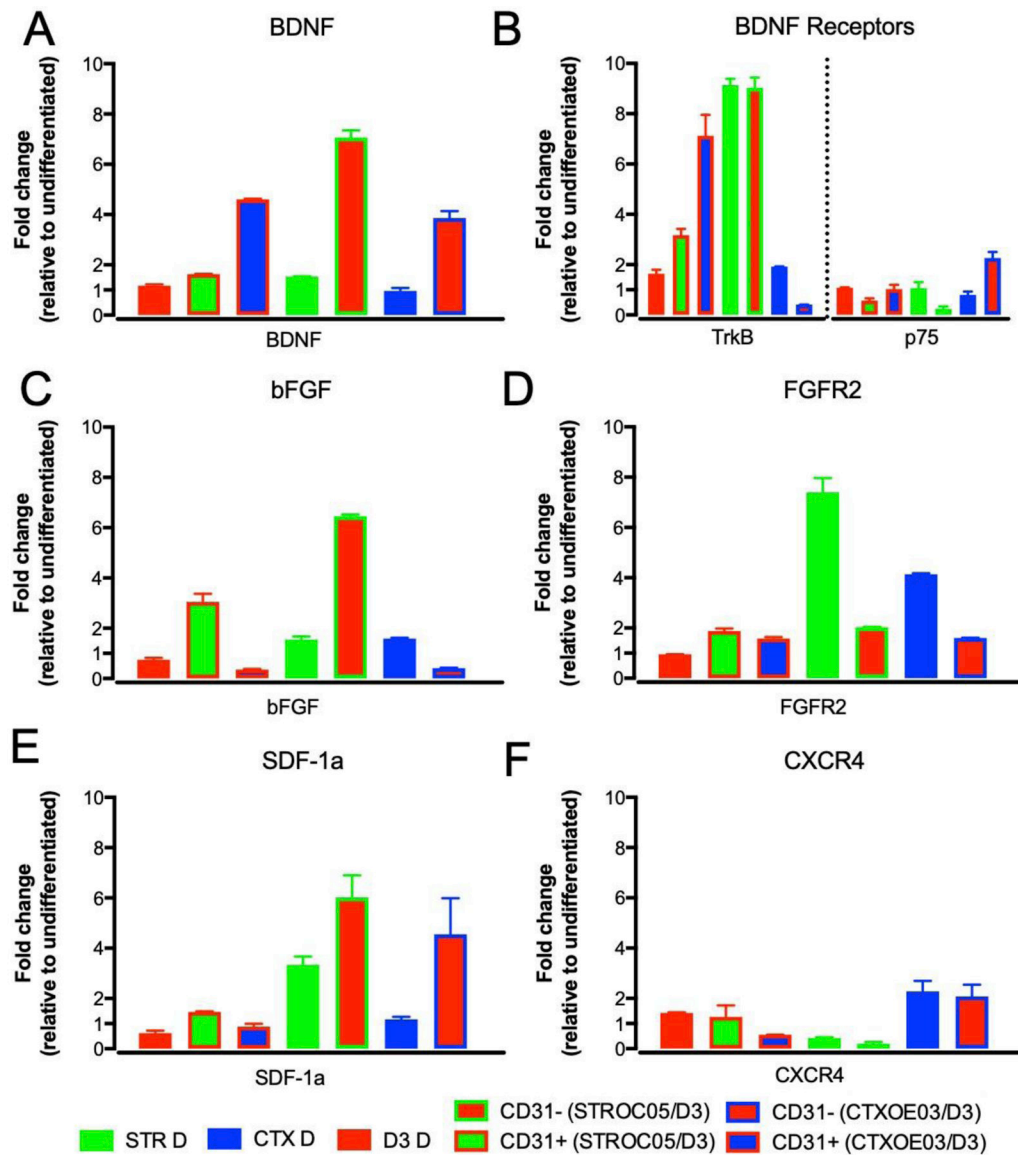 A
BDNF
Fold change
(relative to undifferentiated)
10
8
6
4
2
1
0
BDNF
B
BDNF Receptors
Fold change
(relative to undifferentiated)
10
8
6
4
2
1
0
TrkB
p75
C
bFGF
Fold change
(relative to undifferentiated)
10
8
6
4
2
1
0
bFGF
D
FGFR2
Fold change
(relative to undifferentiated)
10
8
6
4
2
1
0
FGFR2
E
SDF-1a
Fold change
(relative to undifferentiated)
10
8
6
4
2
1
0
SDF-1a
F
CXCR4
Fold change
(relative to undifferentiated)
10
8
6
4
2
1
0
CXCR4
STR D
CTX D
D3 D
CD31- (STROC05/D3)
CD31+ (STROC05/D3)
CD31- (CTXOE03/D3)
CD31+ (CTXOE03/D3)